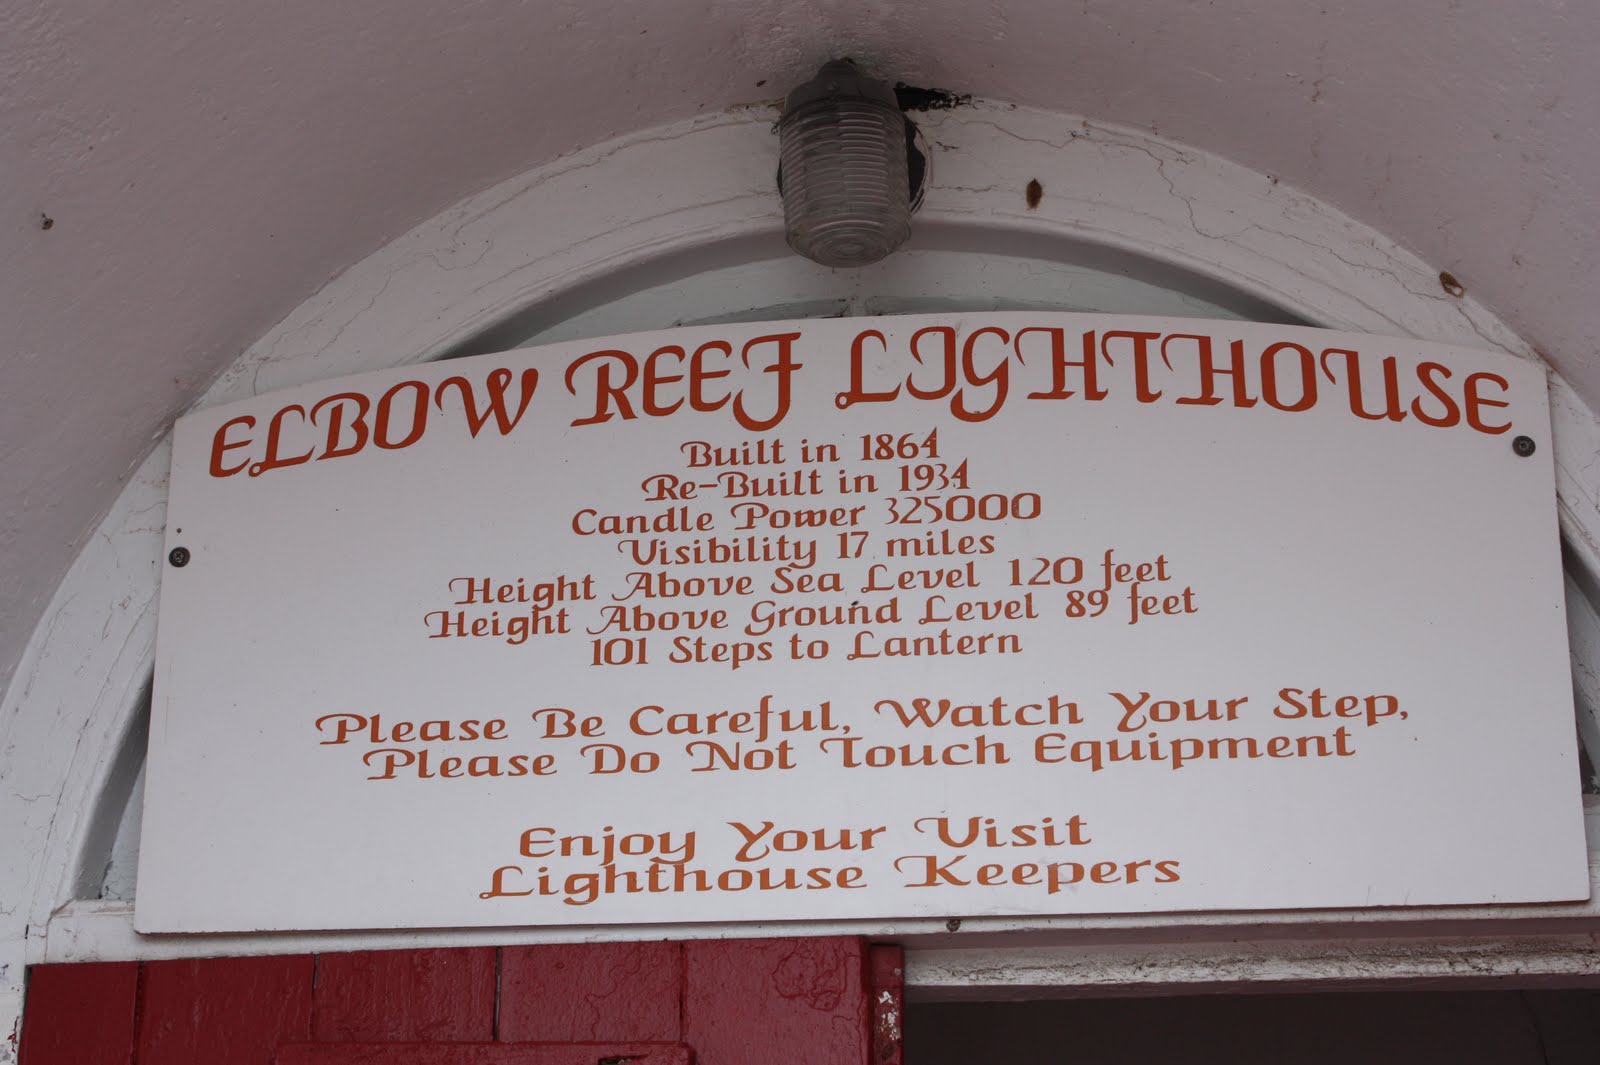 ELBOW REEF LIGHTHOUSE
Built in 1864
Re-Built in 1934
Candle Power 325000
Visibility 17 miles
Height Above Sea Level 120 feet
Height Above Ground Level 89 feet
101 Steps to Lantern
Please Be Careful, Watch Your Step,
Please Do Not Touch Equipment
Enjoy Your Visit
Lighthouse Keepers